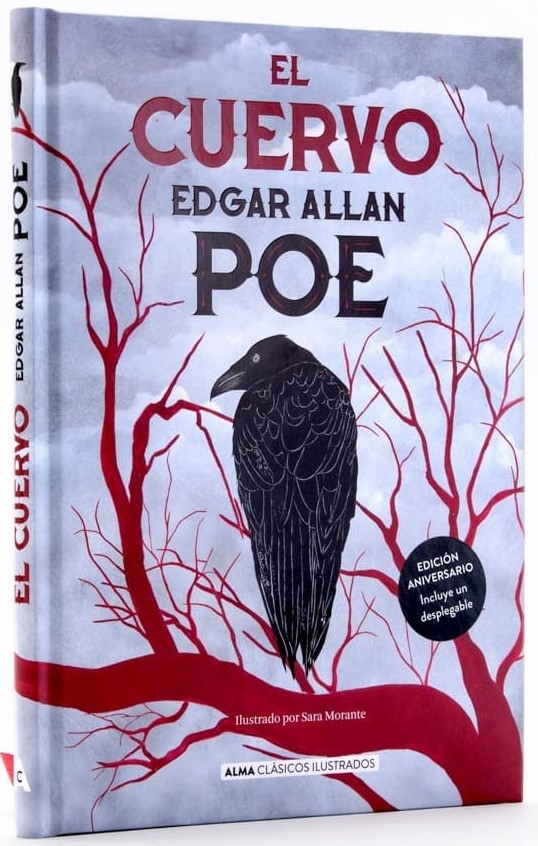 EL
CUERVO
EDGAR ALLAN
POE
EDICIÓN
ANIVERSARIO
Incluye un
desplegable
Ilustrado por Sara Morante
ALMA CLÁSICOS ILUSTRADOS
EL CUERVO EDGAR ALLAN POE
C